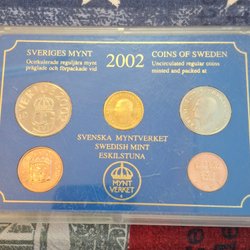 SVERIGES MYNT
Ocirkulerade reguljära mynt
präglade och förpackade vid
2002
COINS OF SWEDEN
Uncirculated regular coins
minted and packed at
SVENSKA MYNTVERKET
SWEDISH MINT
ESKILSTUNA
MYNT
VERKET